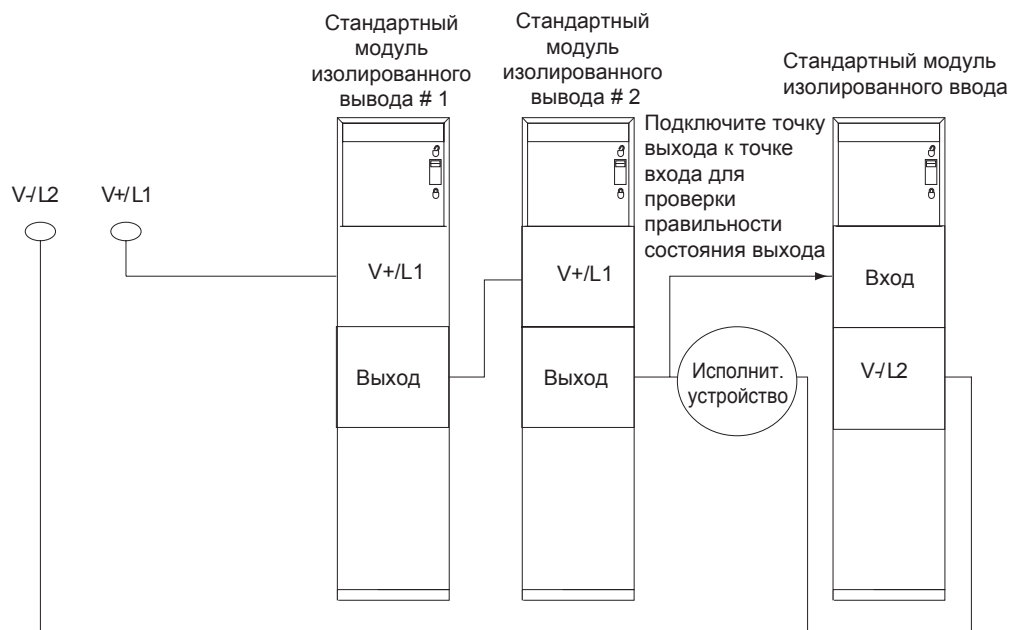 Стандартный
модуль
изолированного
вывода # 1
Стандартный
модуль
изолированного
вывода # 2
Стандартный модуль
изолированного ввода
Подключите точку
выхода к точке
входа для
проверки
правильности
состояния выхода
V-/L2
V+/L1
V+/L1
V+/L1
Вход
Выход
Выход
Исполнит.
устройство
V-/L2